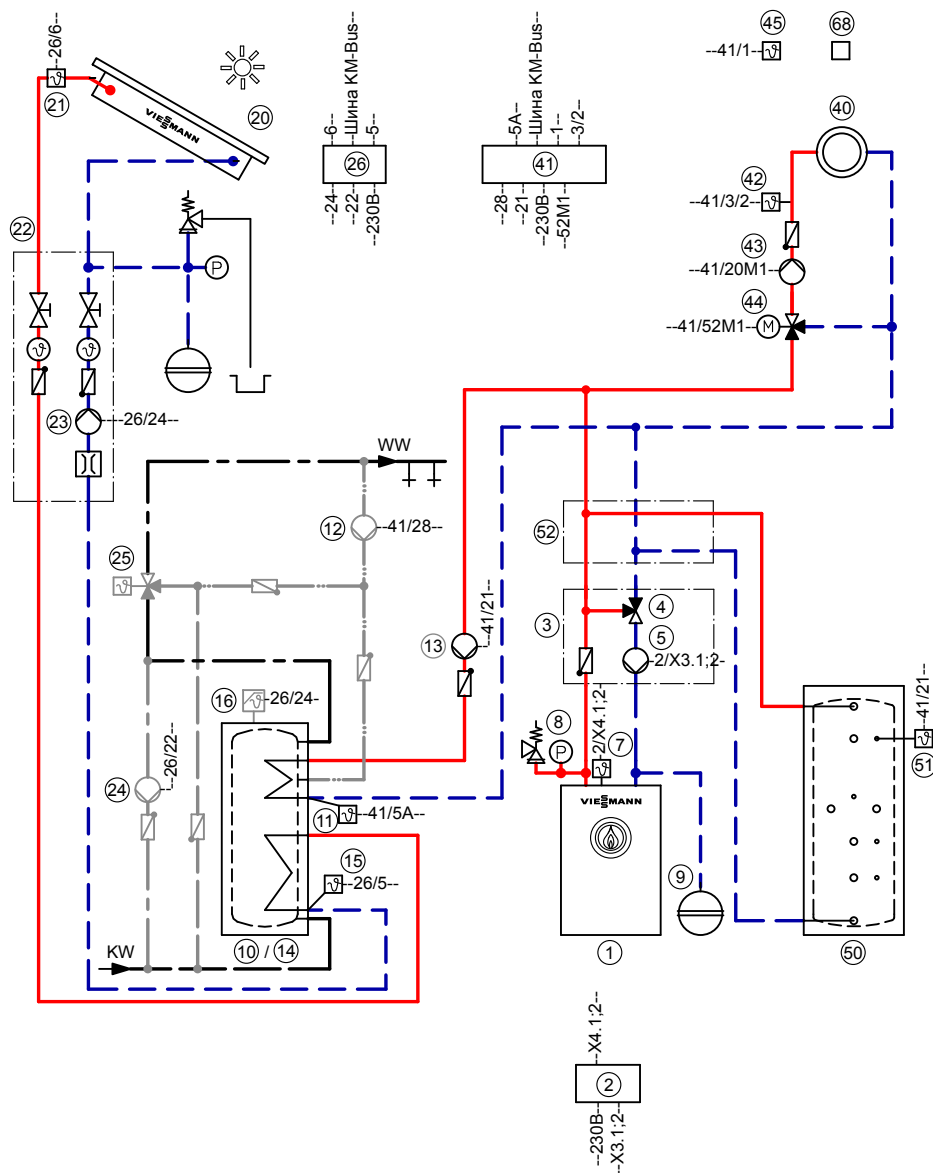 --26/6--
21
VIESSMANN
20
--6--
Шина KM-Bus--
--5--
26
--24--
--22--
--230В
--5A--
Шина KM-Bus--
--1--
--3/2--
41
--28--
--21--
--230В
--52M1--
45
68
--41/1--
40
42
--41/3/2--
43
--41/20M1--
44
--41/52M1--
M
22
P
23
----26/24--
WW
12
--41/28--
25
52
3
4
5
--2/X3.1;2-
13
--41/21--
16
--26/24-
24
--26/22--
11
--41/5A--
15
--26/5--
10 / 14
KW
8
P
--2/X4.1;2-
7
VIESSMANN
9
1
--41/21--
51
50
--X4.1;2--
2
--230В
--X3.1;2--